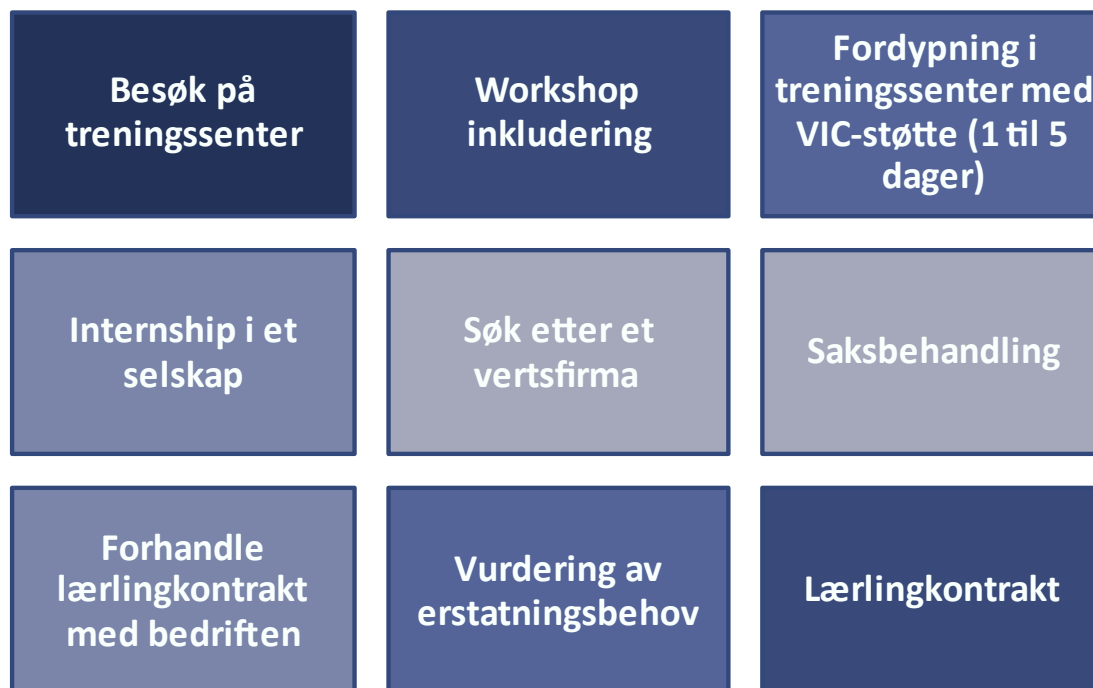 Besøk på
treningssenter
Workshop
inkludering
Fordypning i
treningssenter med
VIC-støtte (1 til 5
dager)
Internship i et
selskap
Søk etter et
vertsfirma
Saksbehandling
Forhandle
lærlingkontrakt
med bedriften
Vurdering av
erstatningsbehov
Lærlingkontrakt